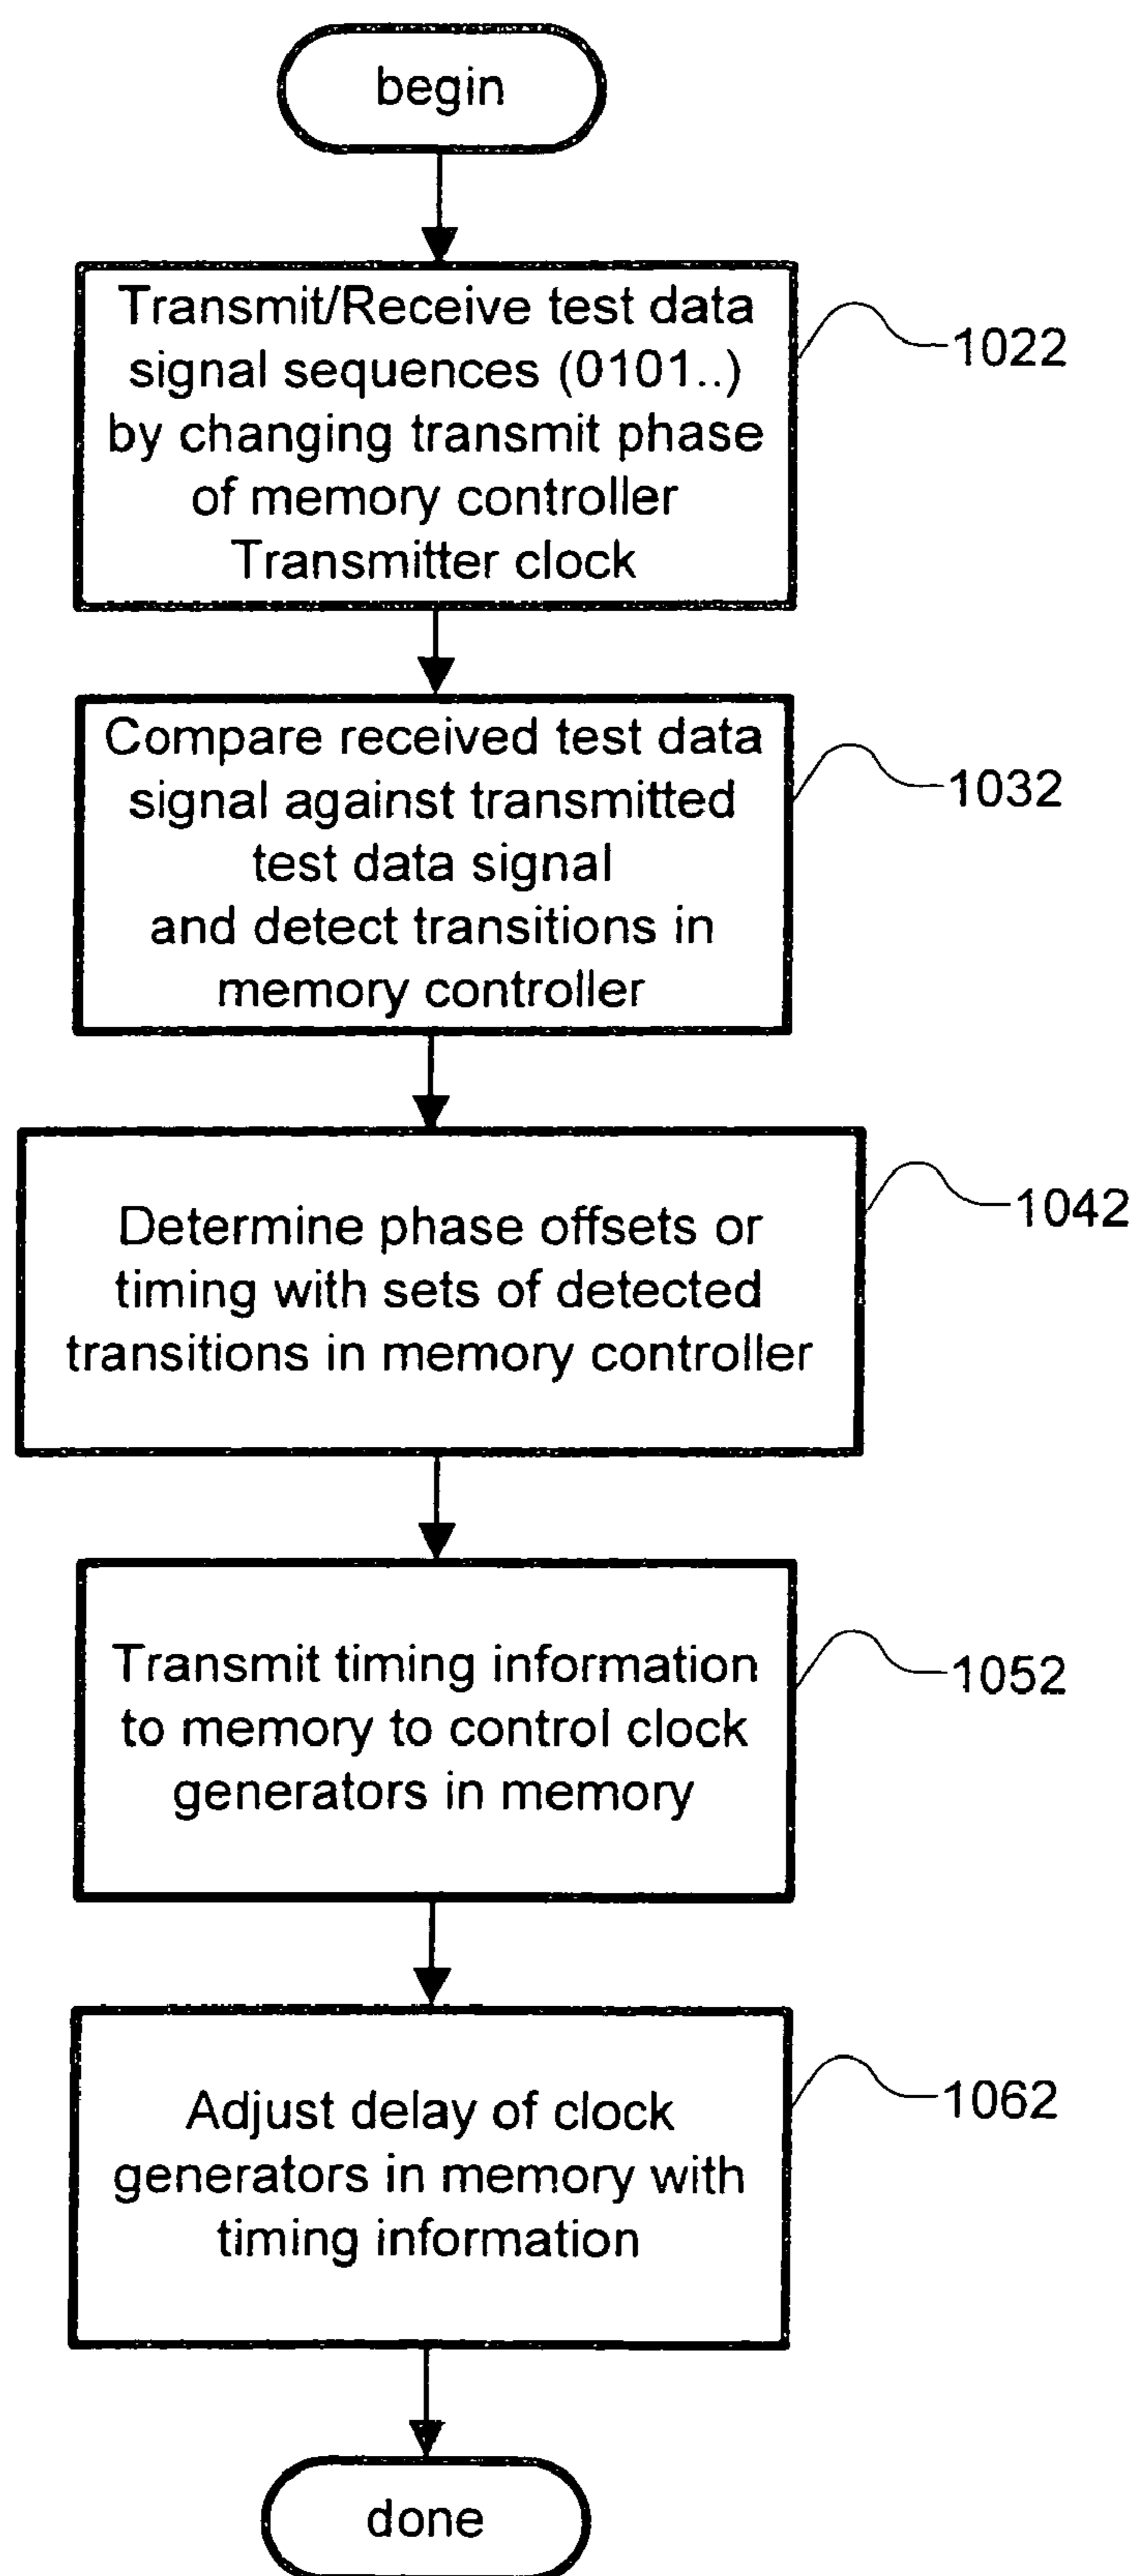 begin
Transmit/Receive test data
signal sequences (0101..)
by changing transmit phase
of memory controller
Transmitter clock
1022
Compare received test data
signal against transmitted
test data signal
and detect transitions in
memory controller
1032
Determine phase offsets or
timing with sets of detected
transitions in memory controller
1042
Transmit timing information
to memory to control clock
generators in memory
1052
Adjust delay of clock
generators in memory with
timing information
1062
done